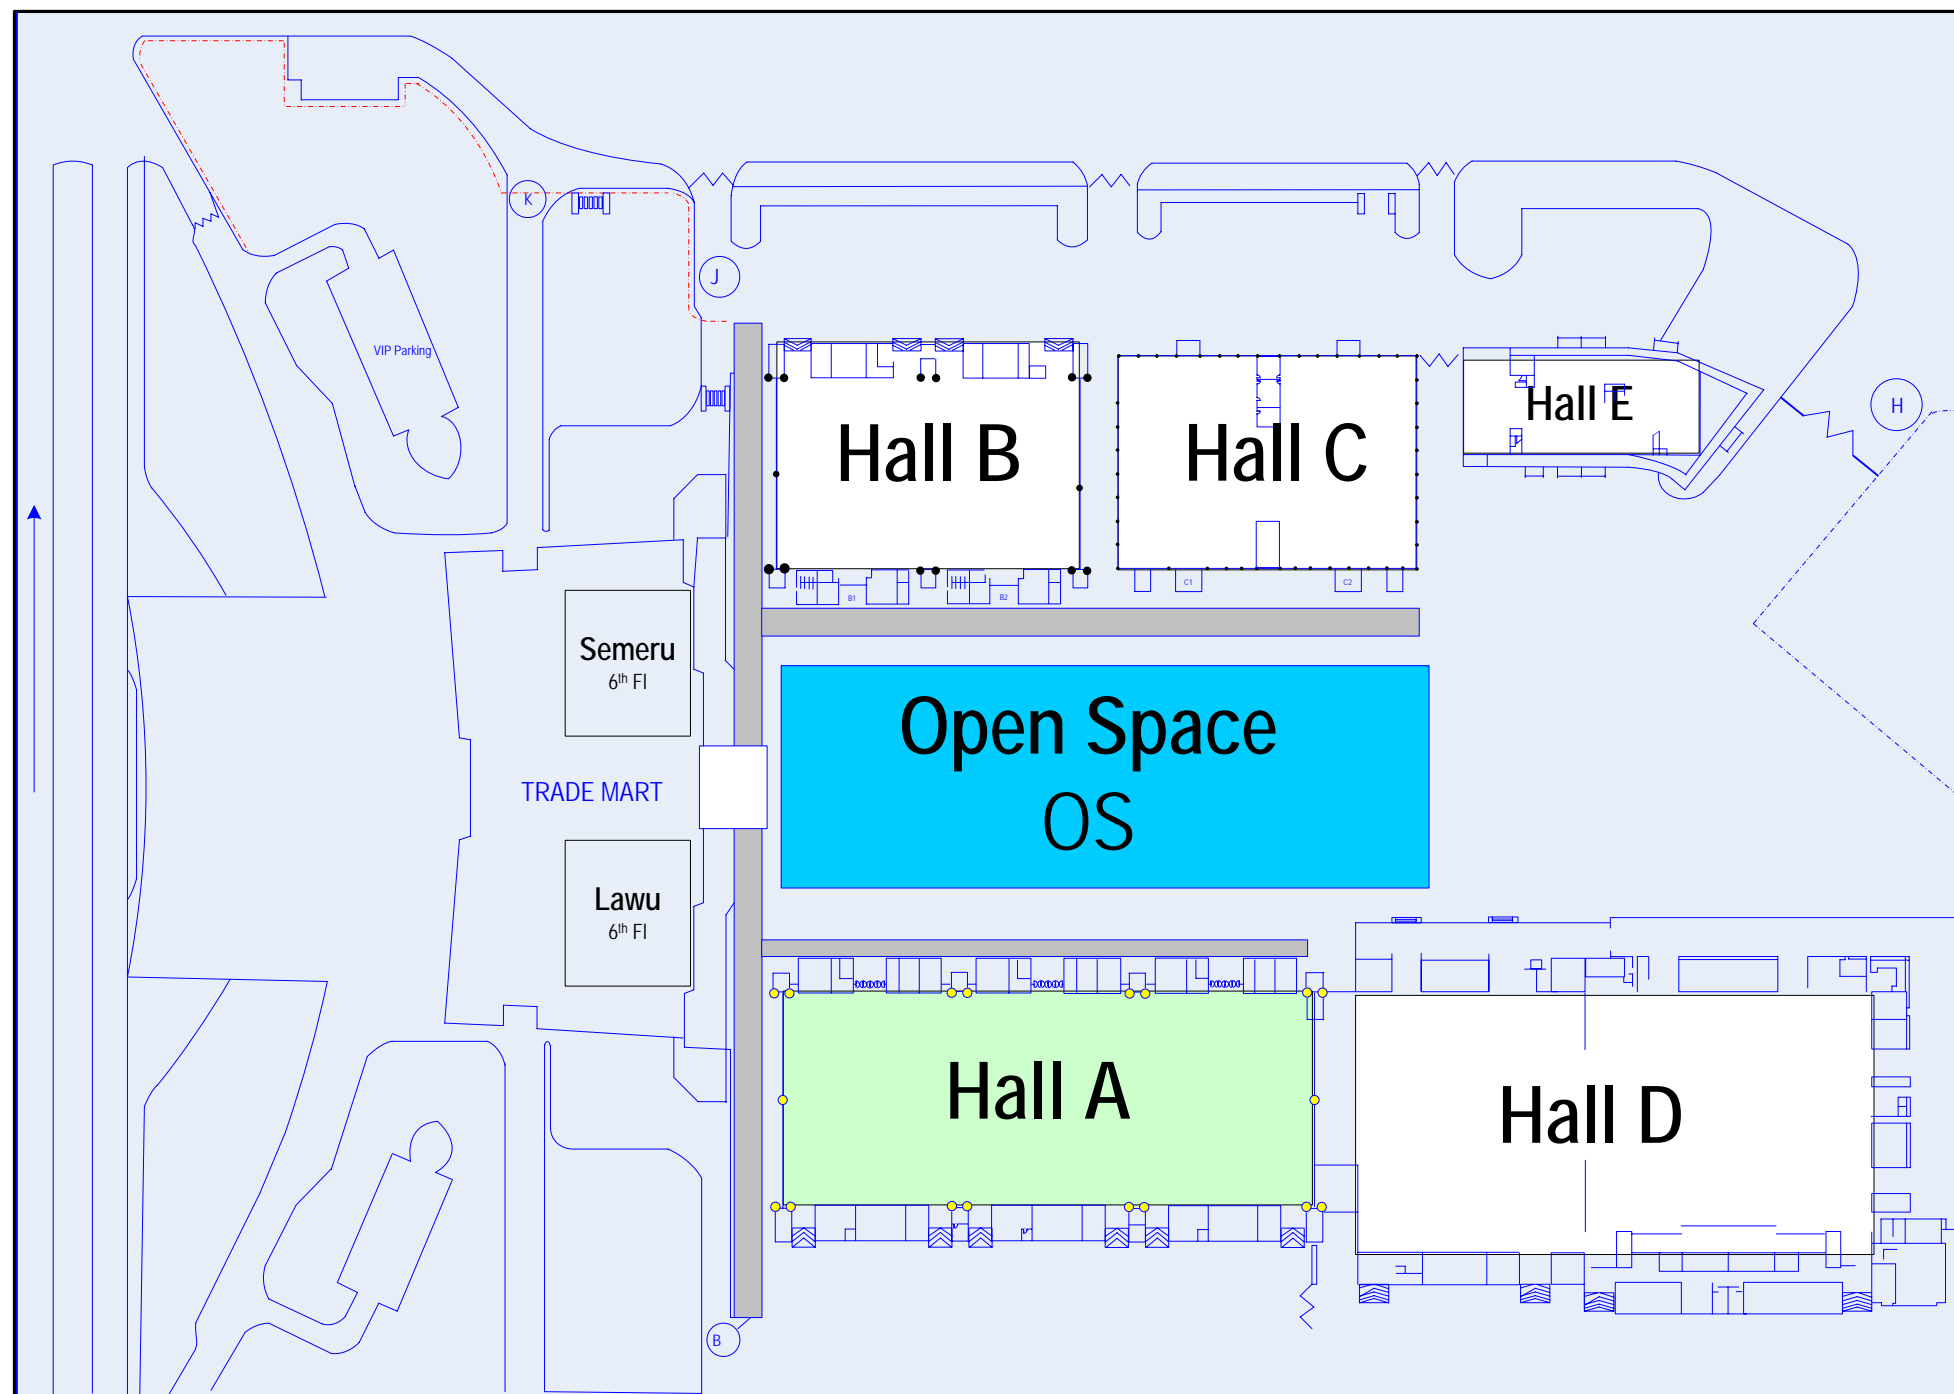 K
J
VIP Parking
H
Hall B
Hall C
Hall E
B1
B2
C1
C2
Semeru
6th Fl
Open Space
OS
TRADE MART
Lawu
6th Fl
Hall A
Hall D
B